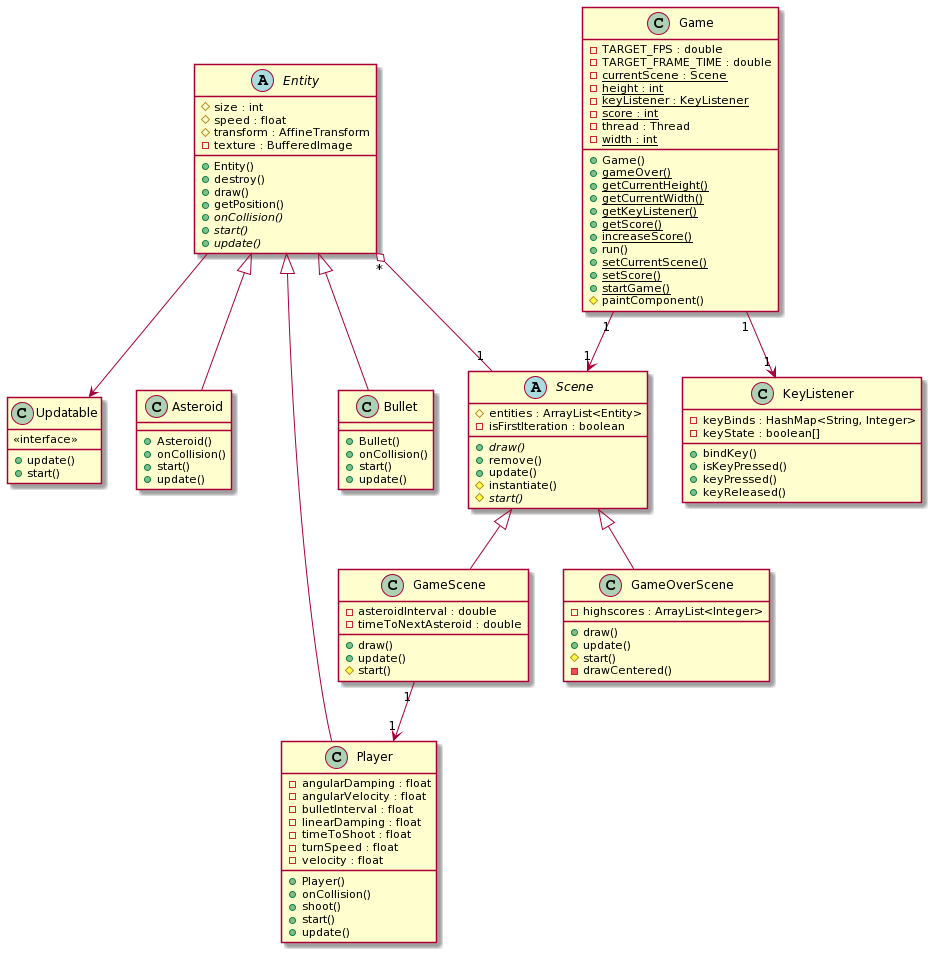 C Game
TARGET_FPS : double
TARGET_FRAME_TIME : double
currentScene : Scene
height : int
keyListener : KeyListener
score : int
thread : Thread
width : int
Game()
gameOver()
getCurrentHeight()
getCurrentWidth()
getKeyListener()
getScore()
increaseScore()
run()
setCurrentScene()
setScore()
startGame()
paintComponent()
A Entity
size : int
speed : float
transform : AffineTransform
texture : BufferedImage
Entity()
destroy()
draw()
getPosition()
onCollision()
start()
update()
*
1
1
1
1
1
C Updatable
«interface»
update()
start()
C Asteroid
Asteroid()
onCollision()
start()
update()
C Bullet
Bullet()
onCollision()
start()
update()
A Scene
entities : ArrayList<Entity>
isFirstIteration : boolean
draw()
remove()
update()
instantiate()
start()
C KeyListener
keyBinds : HashMap<String, Integer>
keyState : boolean[]
bindKey()
isKeyPressed()
keyPressed()
keyReleased()
C GameScene
asteroidInterval : double
timeToNextAsteroid : double
draw()
update()
start()
C GameOverScene
highscores : ArrayList<Integer>
draw()
update()
start()
drawCentered()
1
1
C Player
angularDamping : float
angularVelocity : float
bulletInterval : float
linearDamping : float
timeToShoot : float
turnSpeed : float
velocity : float
Player()
onCollision()
shoot()
start()
update()